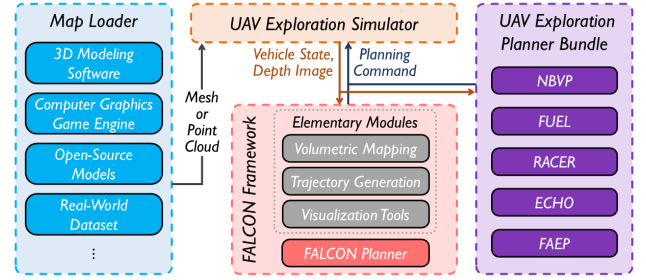 Map Loader
3D Modeling
Software
Computer Graphics
Game Engine
Open-Source
Models
Real-World
Dataset
⋮
Mesh
or
Point
Cloud
UAV Exploration Simulator
Vehicle State,
Depth Image
Planning
Command
FALCON Framework
Elementary Modules
Volumetric Mapping
Trajectory Generation
Visualization Tools
FALCON Planner
UAV Exploration
Planner Bundle
NBVP
FUEL
RACER
ECHO
FAEP